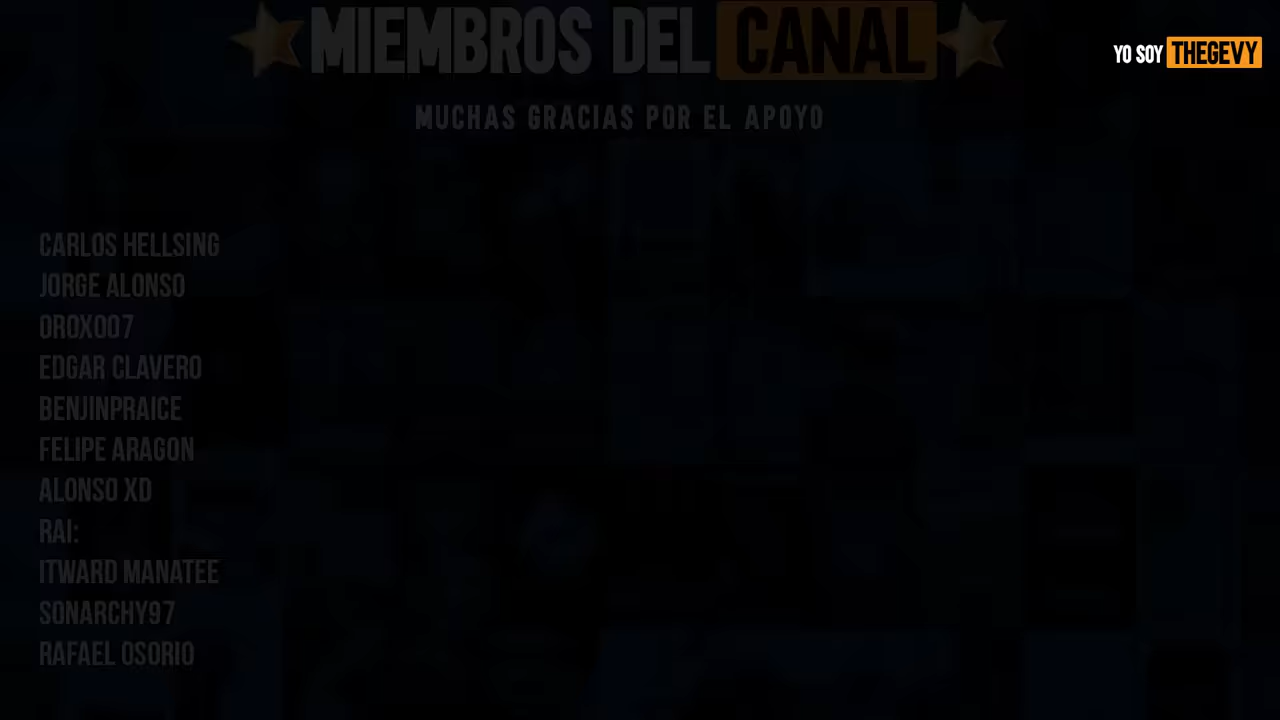 MIEMBROS DEL CANAL
YO SOY THEGEVY
MUCHAS GRACIAS POR EL APOYO
CARLOS HELLSING
JORGE ALONSO
OROXOO7
EDGAR CLAVERO
BENJINPRAICE
FELIPE ARAGON
ALONSO XD
RAI:
ITWARD MANATEE
SONARCHY97
RAFAEL OSORIO